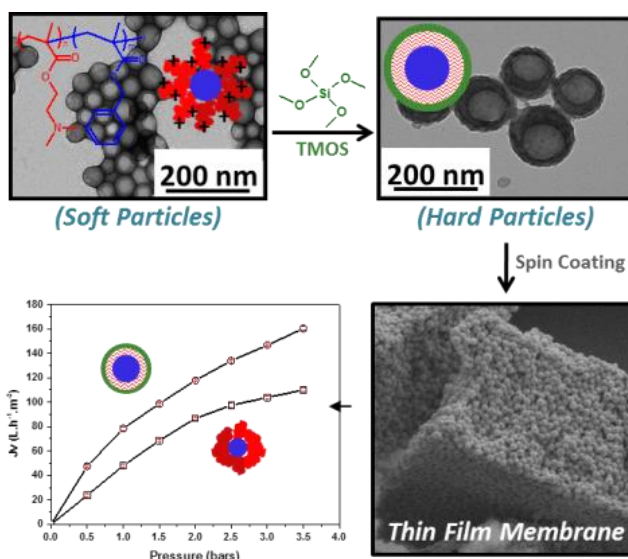 n
n
O
O
O
O
N
+ + + + + + + + + +
200 nm
(Soft Particles)
O
O
Si
O
O
TMOS
200 nm
(Hard Particles)
Spin Coating
Thin Film Membrane
Jv (L.h⁻¹.m⁻²)
180
160
140
120
100
80
60
40
20
0
0.0 0.5 1.0 1.5 2.0 2.5 3.0 3.5 4.0
Pressure (bars)